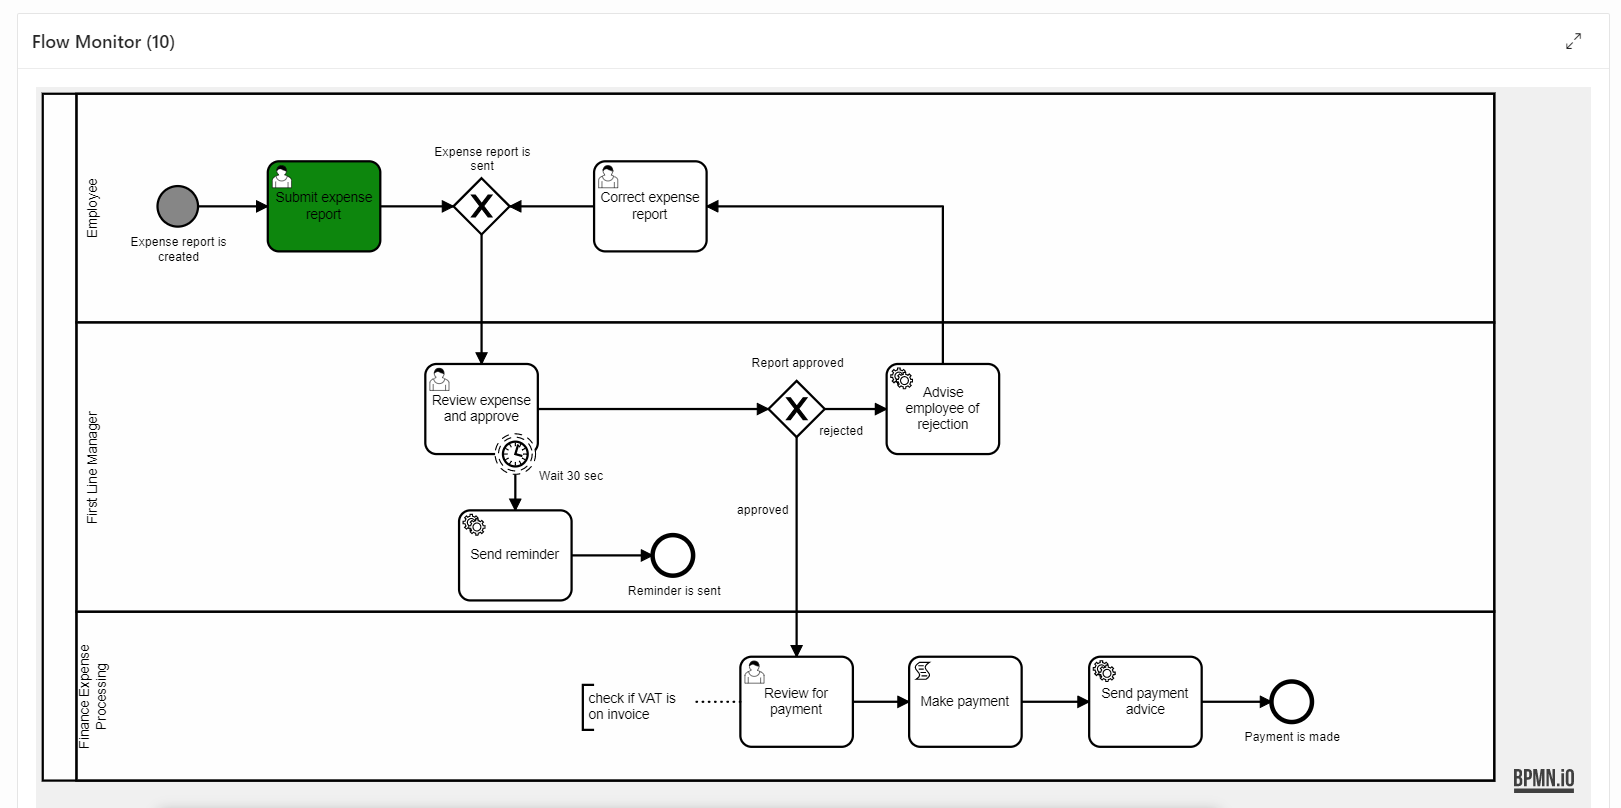 Flow Monitor (10)
Employee
Expense report is
created
Submit expense
report
Expense report is
sent
X
Correct expense
report
First Line Manager
Review expense
and approve
Wait 30 sec
Send reminder
Reminder is sent
Report approved
X
rejected
approved
Advise
employee of
rejection
Finance Expense
Processing
check if VAT is
on invoice
Review for
payment
Make payment
Send payment
advice
Payment is made
BPMN.iO